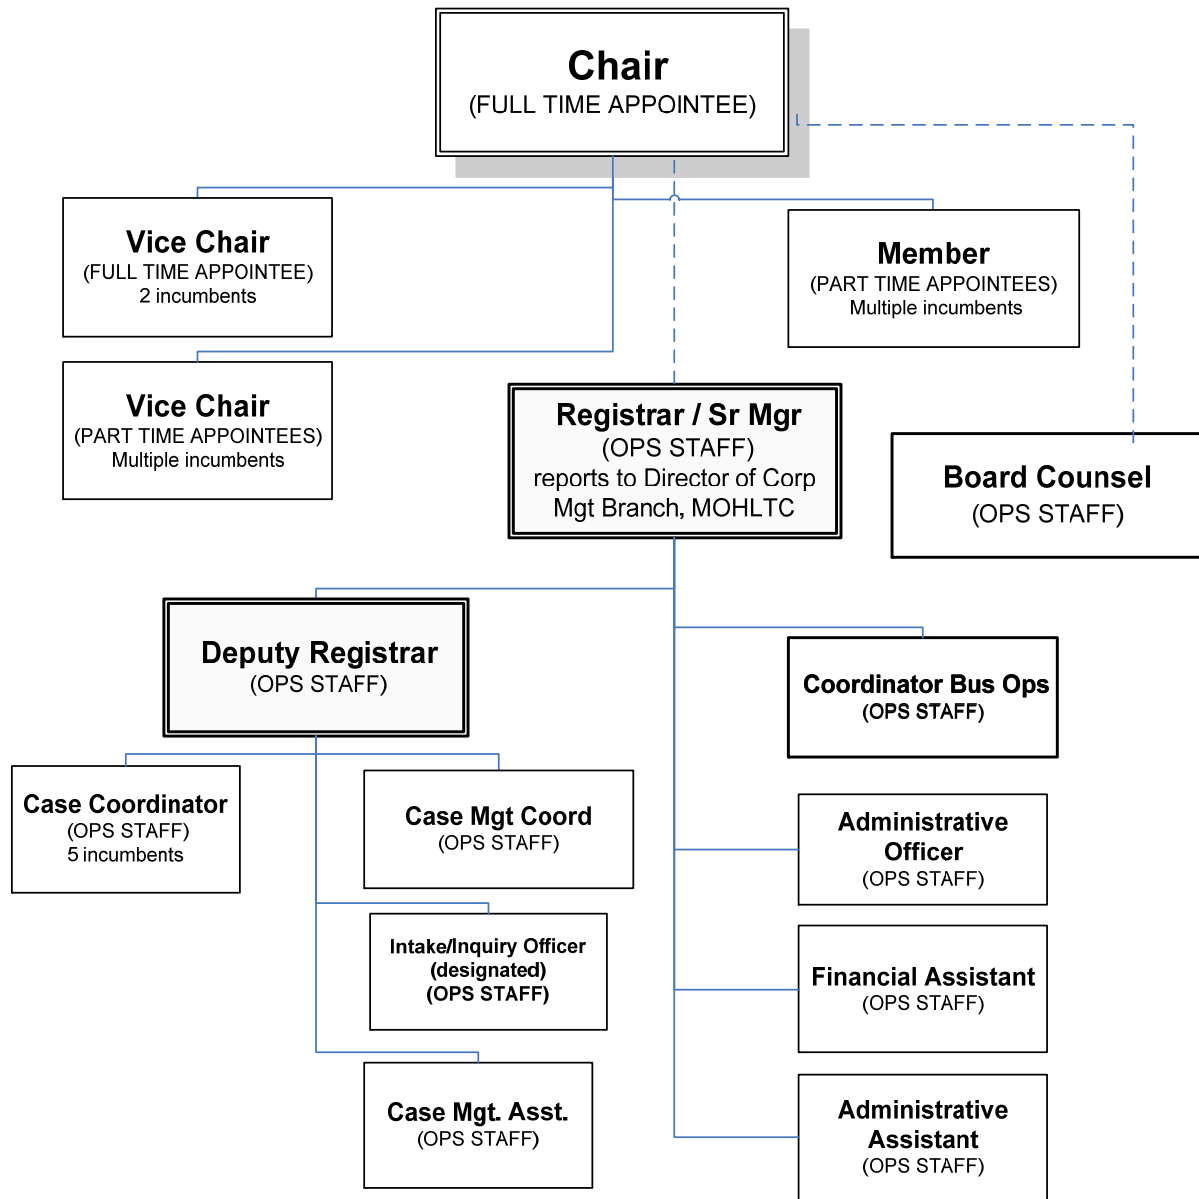 Chair
(FULL TIME APPOINTEE)
Vice Chair
(FULL TIME APPOINTEE)
2 incumbents
Member
(PART TIME APPOINTEES)
Multiple incumbents
Vice Chair
(PART TIME APPOINTEES)
Multiple incumbents
Registrar / Sr Mgr
(OPS STAFF)
reports to Director of Corp
Mgt Branch, MOHLTC
Board Counsel
(OPS STAFF)
Deputy Registrar
(OPS STAFF)
Coordinator Bus Ops
(OPS STAFF)
Case Coordinator
(OPS STAFF)
5 incumbents
Case Mgt Coord
(OPS STAFF)
Administrative
Officer
(OPS STAFF)
Intake/Inquiry Officer
(designated)
(OPS STAFF)
Financial Assistant
(OPS STAFF)
Case Mgt. Asst.
(OPS STAFF)
Administrative
Assistant
(OPS STAFF)